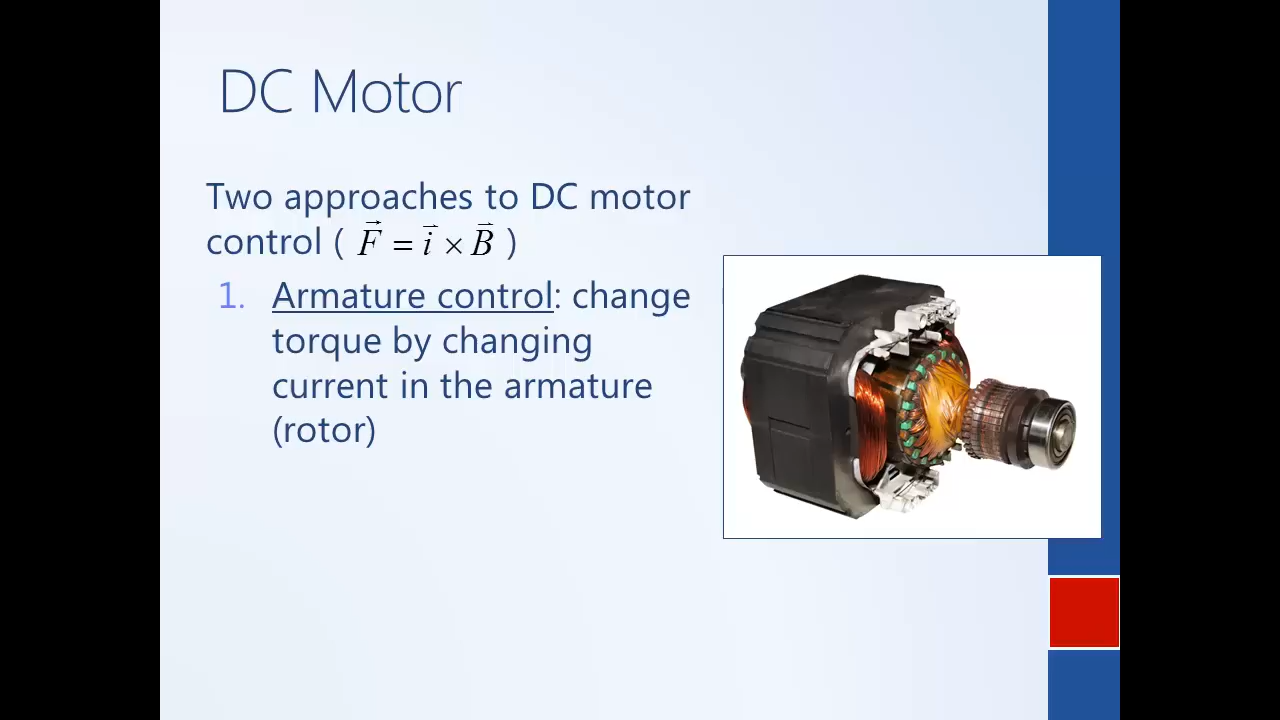 DC Motor
Two approaches to DC motor
control ( F⃗ = i⃗ × B⃗ )
1. Armature control: change
torque by changing
current in the armature
(rotor)